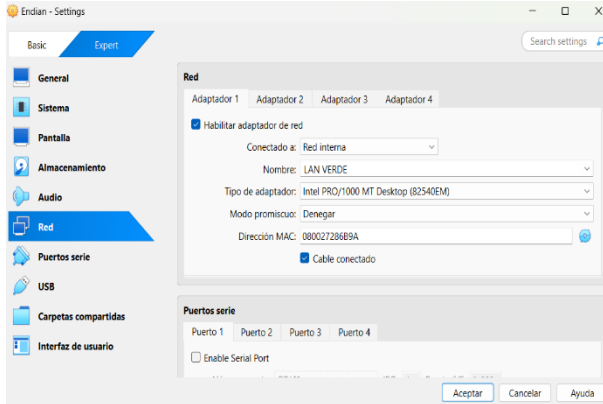 Endian - Settings
Basic
Expert
Search settings
General
Sistema
Pantalla
Almacenamiento
Audio
Red
Puertos serie
USB
Carpetas compartidas
Interfaz de usuario
Red
Adaptador 1 Adaptador 2 Adaptador 3 Adaptador 4
Habilitar adaptador de red
Conectado a: Red interna
Nombre: LAN VERDE
Tipo de adaptador: Intel PRO/1000 MT Desktop (82540EM)
Modo promiscuo: Denegar
Dirección MAC: 080027286B9A
Cable conectado
Puertos serie
Puerto 1 Puerto 2 Puerto 3 Puerto 4
Enable Serial Port
Aceptar Cancelar Ayuda